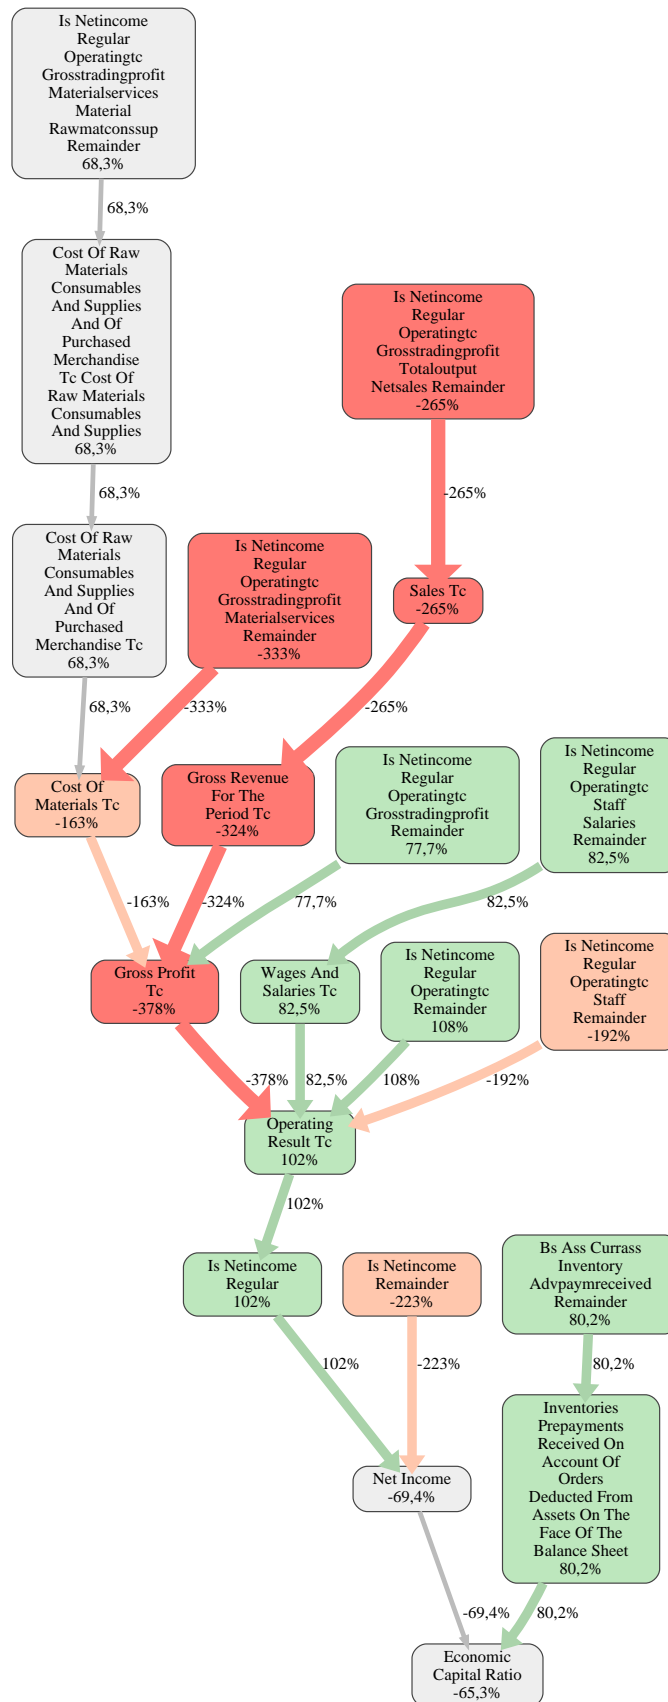 Is Netincome
Regular
Operatingtc
Grosstradingprofit
Materialservices
Material
Rawmatconssup
Remainder
68,3%
68,3%
Cost Of Raw
Materials
Consumables
And Supplies
And Of
Purchased
Merchandise
Tc Cost Of
Raw Materials
Consumables
And Supplies
68,3%
Is Netincome
Regular
Operatingtc
Grosstradingprofit
Totaloutput
Netsales Remainder
-265%
68,3%
-265%
Cost Of Raw
Materials
Consumables
And Supplies
And Of
Purchased
Merchandise Tc
68,3%
Is Netincome
Regular
Operatingtc
Grosstradingprofit
Materialservices
Remainder
-333%
Sales Tc
-265%
68,3%
-333%
-265%
Cost Of
Materials Tc
-163%
Gross Revenue
For The
Period Tc
-324%
Is Netincome
Regular
Operatingtc
Grosstradingprofit
Remainder
77,7%
Is Netincome
Regular
Operatingtc
Staff
Salaries
Remainder
82,5%
-163%
-324%
77,7%
82,5%
Gross Profit
Tc
-378%
Wages And
Salaries Tc
82,5%
Is Netincome
Regular
Operatingtc
Remainder
108%
Is Netincome
Regular
Operatingtc
Staff
Remainder
-192%
-378%
82,5%
108%
-192%
Operating
Result Tc
102%
102%
Is Netincome
Regular
102%
Is Netincome
Remainder
-223%
Bs Ass Currass
Inventory
Advpaymreceived
Remainder
80,2%
102%
-223%
80,2%
Net Income
-69,4%
Inventories
Prepayments
Received On
Account Of
Orders
Deducted From
Assets On The
Face Of The
Balance Sheet
80,2%
-69,4%
80,2%
Economic
Capital Ratio
-65,3%